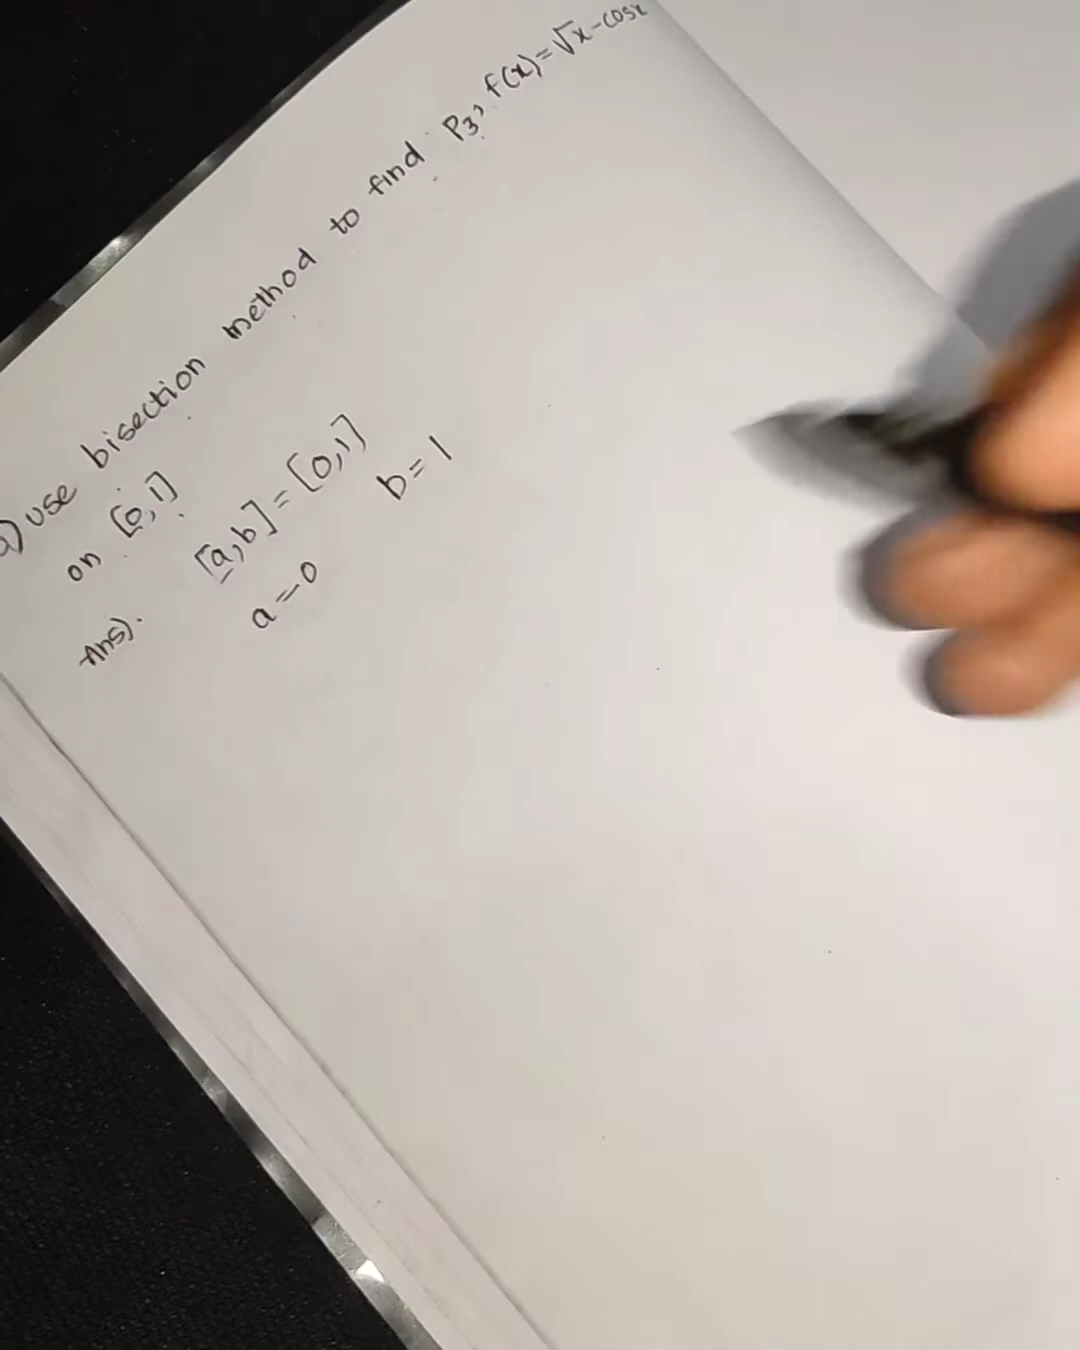 a) use bisection method to find P₃, f(x) = √x - cosx
on [0,1]
Ans). [a,b] = [0,1]
a = 0 b = 1